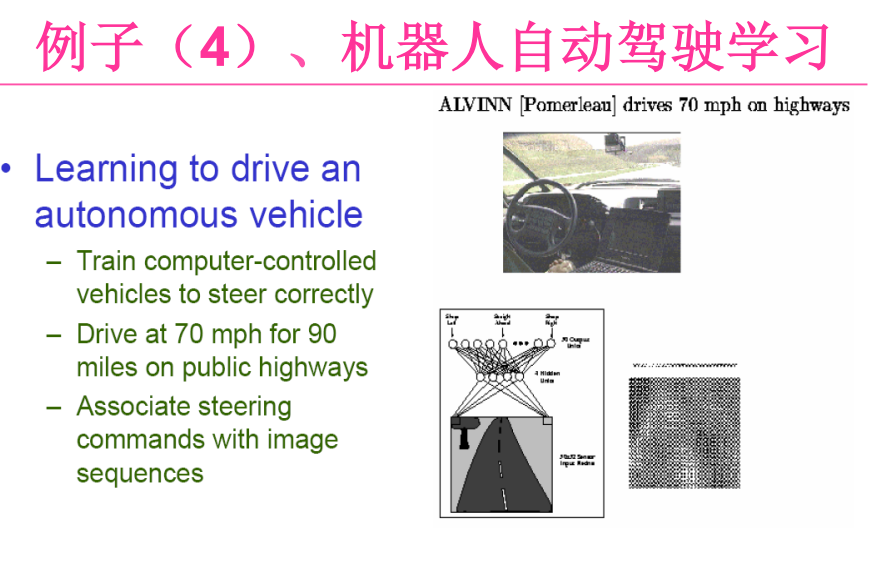 例子（4）、机器人自动驾驶学习
ALVINN [Pomerleau] drives 70 mph on highways
• Learning to drive an
autonomous vehicle
– Train computer-controlled
vehicles to steer correctly
– Drive at 70 mph for 90
miles on public highways
– Associate steering
commands with image
sequences
Sharp
Left
Straight
Ahead
Sharp
Right
30 Output
Units
4 Hidden
Units
30x32 Sensor
Input Retina